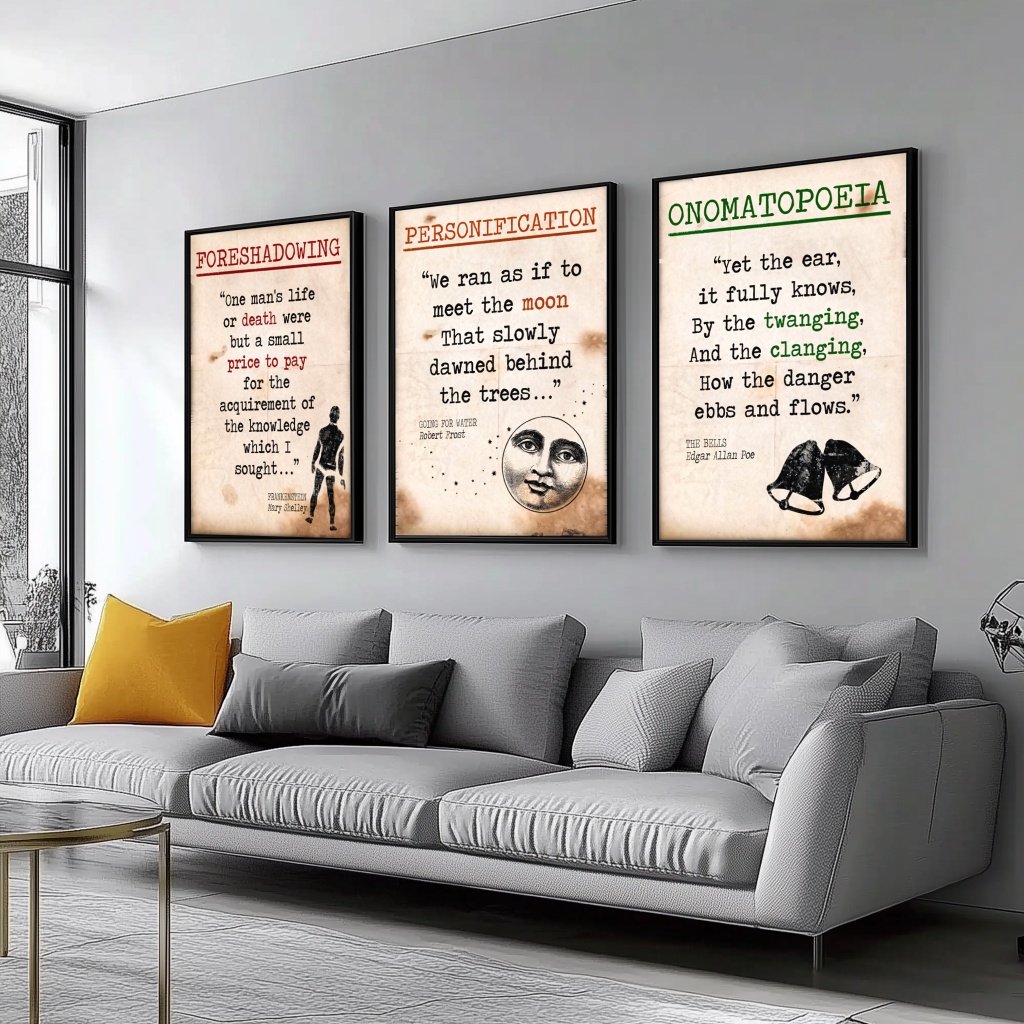 FORESHADOWING
“One man's life
or death were
but a small
price to pay
for the
acquirement of
the knowledge
which I
sought...”
FRANKENSTEIN
Mary Shelley
PERSONIFICATION
“We ran as if to
meet the moon
That slowly
dawned behind
the trees...”
GOING FOR WATER
Robert Frost
ONOMATOPOEIA
“Yet the ear,
it fully knows,
By the twanging,
And the clanging,
How the danger
ebbs and flows.”
THE BELLS
Edgar Allan Poe